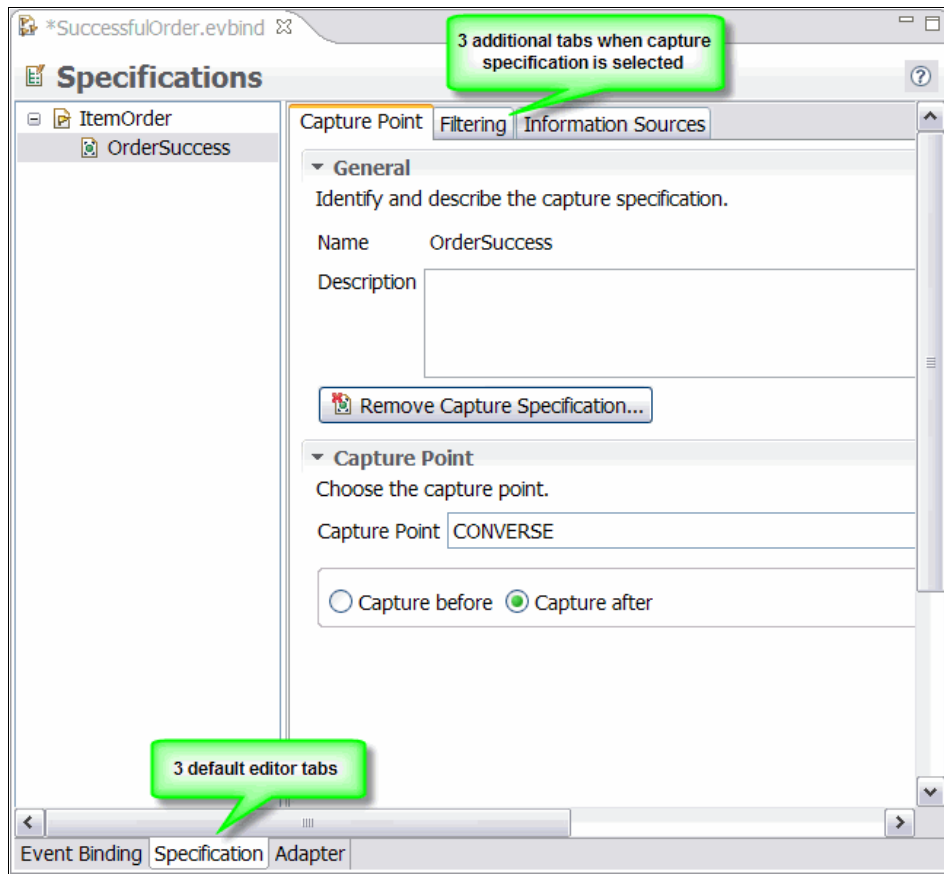 *SuccessfulOrder.evbind
3 additional tabs when capture
specification is selected
Specifications
ItemOrder
OrderSuccess
Capture Point
Filtering
Information Sources
General
Identify and describe the capture specification.
Name OrderSuccess
Description
Remove Capture Specification...
Capture Point
Choose the capture point.
Capture Point CONVERSE
Capture before Capture after
3 default editor tabs
Event Binding Specification Adapter